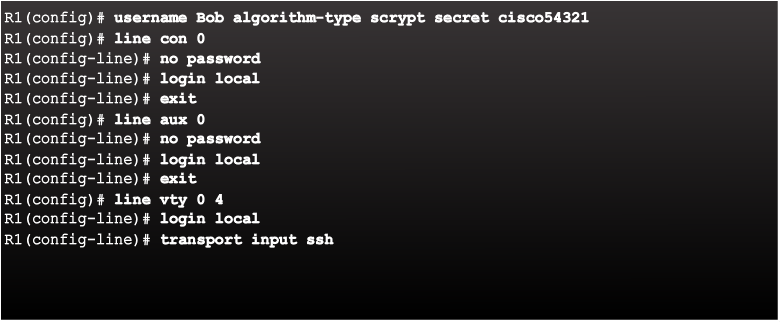 R1(config)# username Bob algorithm-type scrypt secret cisco54321
R1(config)# line con 0
R1(config-line)# no password
R1(config-line)# login local
R1(config-line)# exit
R1(config)# line aux 0
R1(config-line)# no password
R1(config-line)# login local
R1(config-line)# exit
R1(config)# line vty 0 4
R1(config-line)# login local
R1(config-line)# transport input ssh